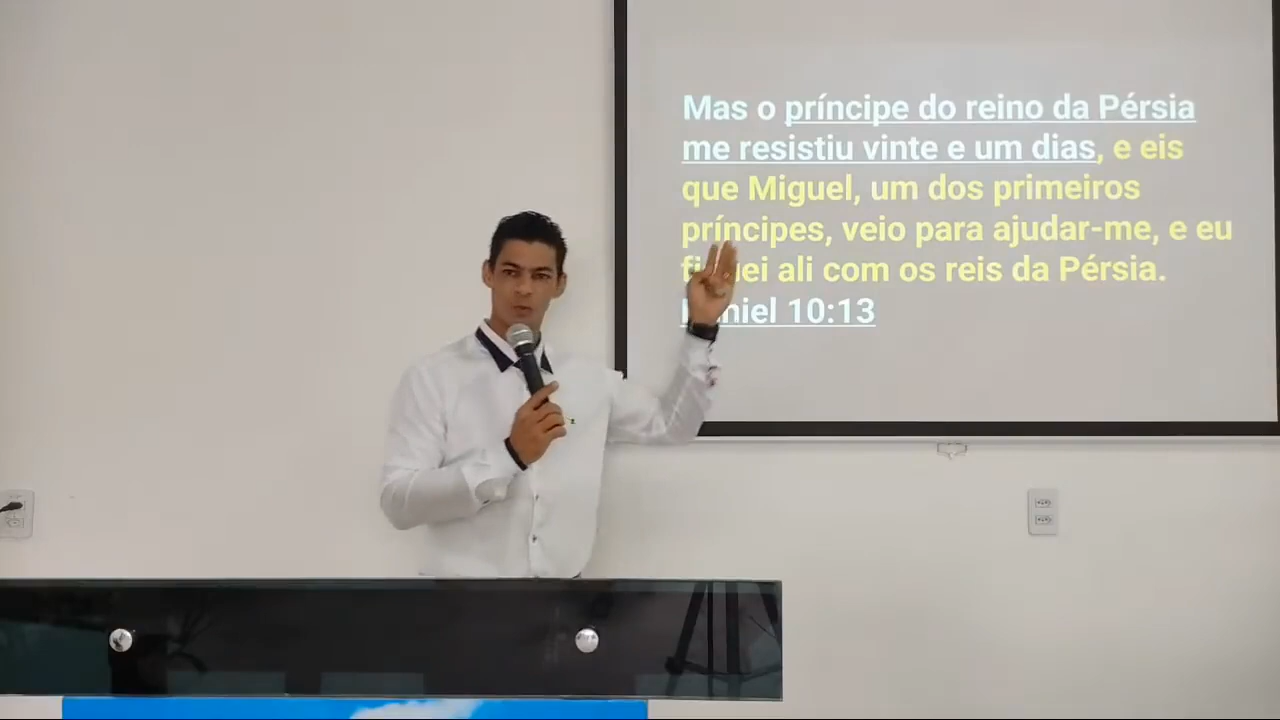 Mas o príncipe do reino da Pérsia
me resistiu vinte e um dias, e eis
que Miguel, um dos primeiros
príncipes, veio para ajudar-me, e eu
ali com os reis da Pérsia.
10:13